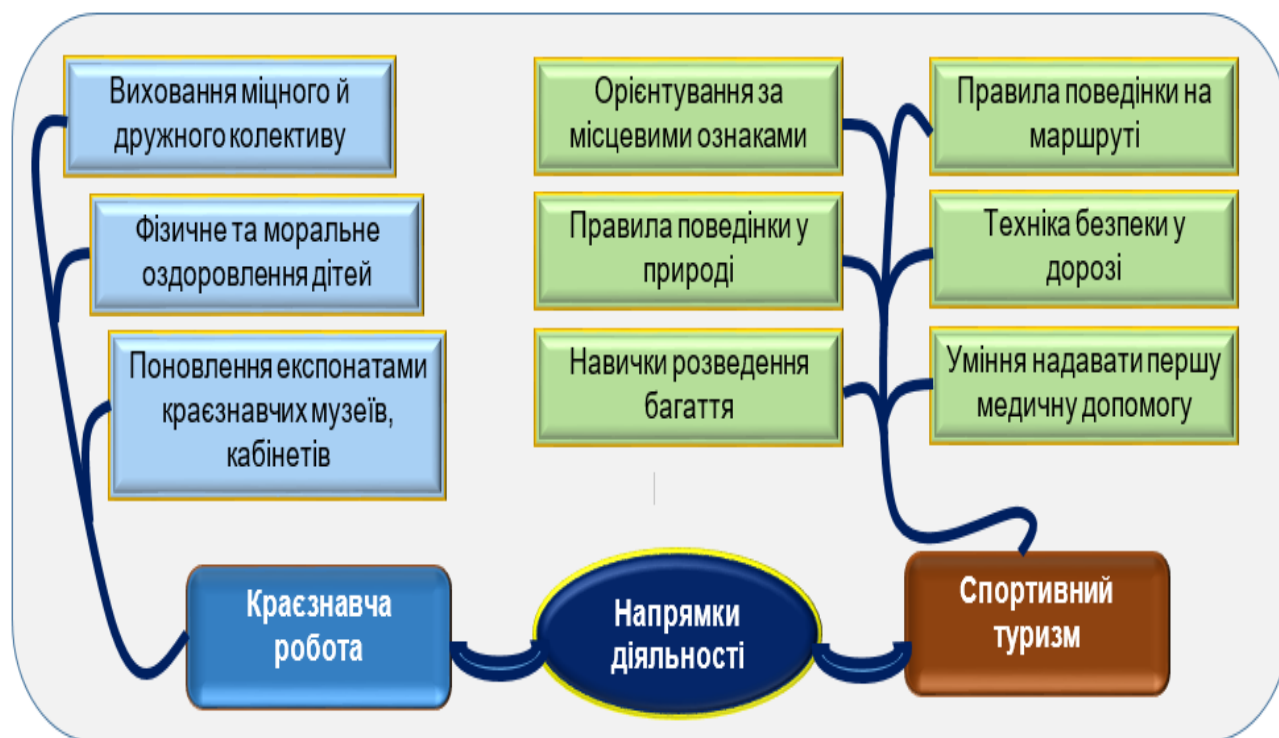 Виховання міцного й
дружного колективу
Фізичне та моральне
оздоровлення дітей
Поновлення експонатами
краєзнавчих музеїв,
кабінетів
Орієнтування за
місцевими ознаками
Правила поведінки у
природі
Навички розведення
багаття
Правила поведінки на
маршруті
Техніка безпеки у
дорозі
Уміння надавати першу
медичну допомогу
Краєзнавча
робота
Напрямки
діяльності
Спортивний
туризм